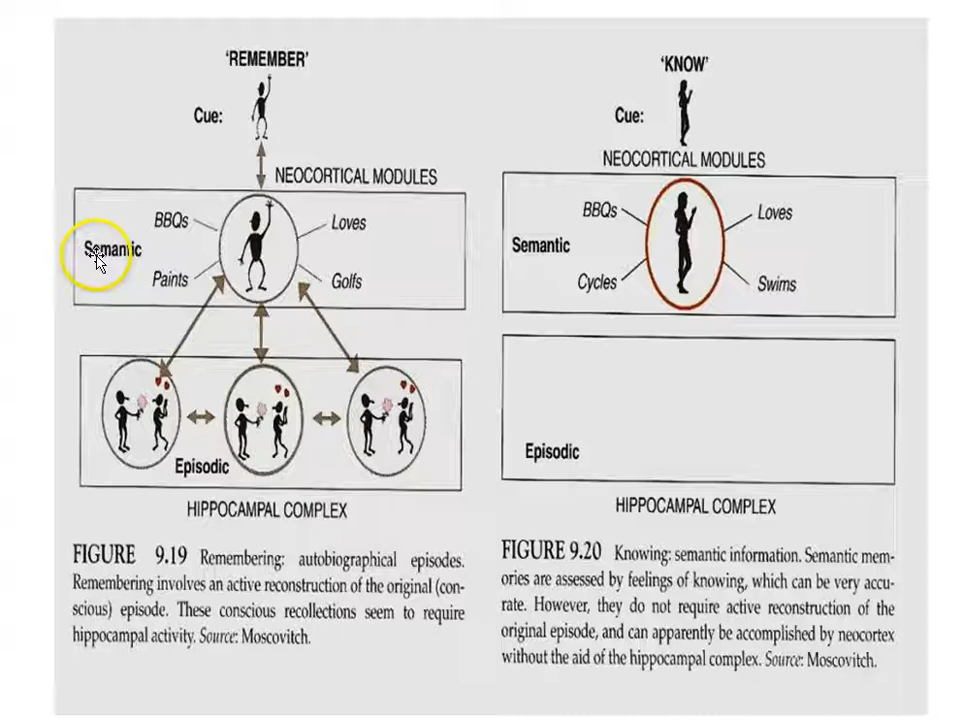 'REMEMBER'
Cue:
NEOCORTICAL MODULES
BBQs
Loves
Semantic
Paints
Golfs
Episodic
HIPPOCAMPAL COMPLEX
FIGURE 9.19 Remembering: autobiographical episodes.
Remembering involves an active reconstruction of the original (con-
scious) episode. These conscious recollections seem to require
hippocampal activity. Source: Moscovitch.
'KNOW'
Cue:
NEOCORTICAL MODULES
BBQs
Loves
Semantic
Cycles
Swims
Episodic
HIPPOCAMPAL COMPLEX
FIGURE 9.20 Knowing: semantic information. Semantic mem-
ories are assessed by feelings of knowing, which can be very accu-
rate. However, they do not require active reconstruction of the
original episode, and can apparently be accomplished by neocortex
without the aid of the hippocampal complex. Source: Moscovitch.